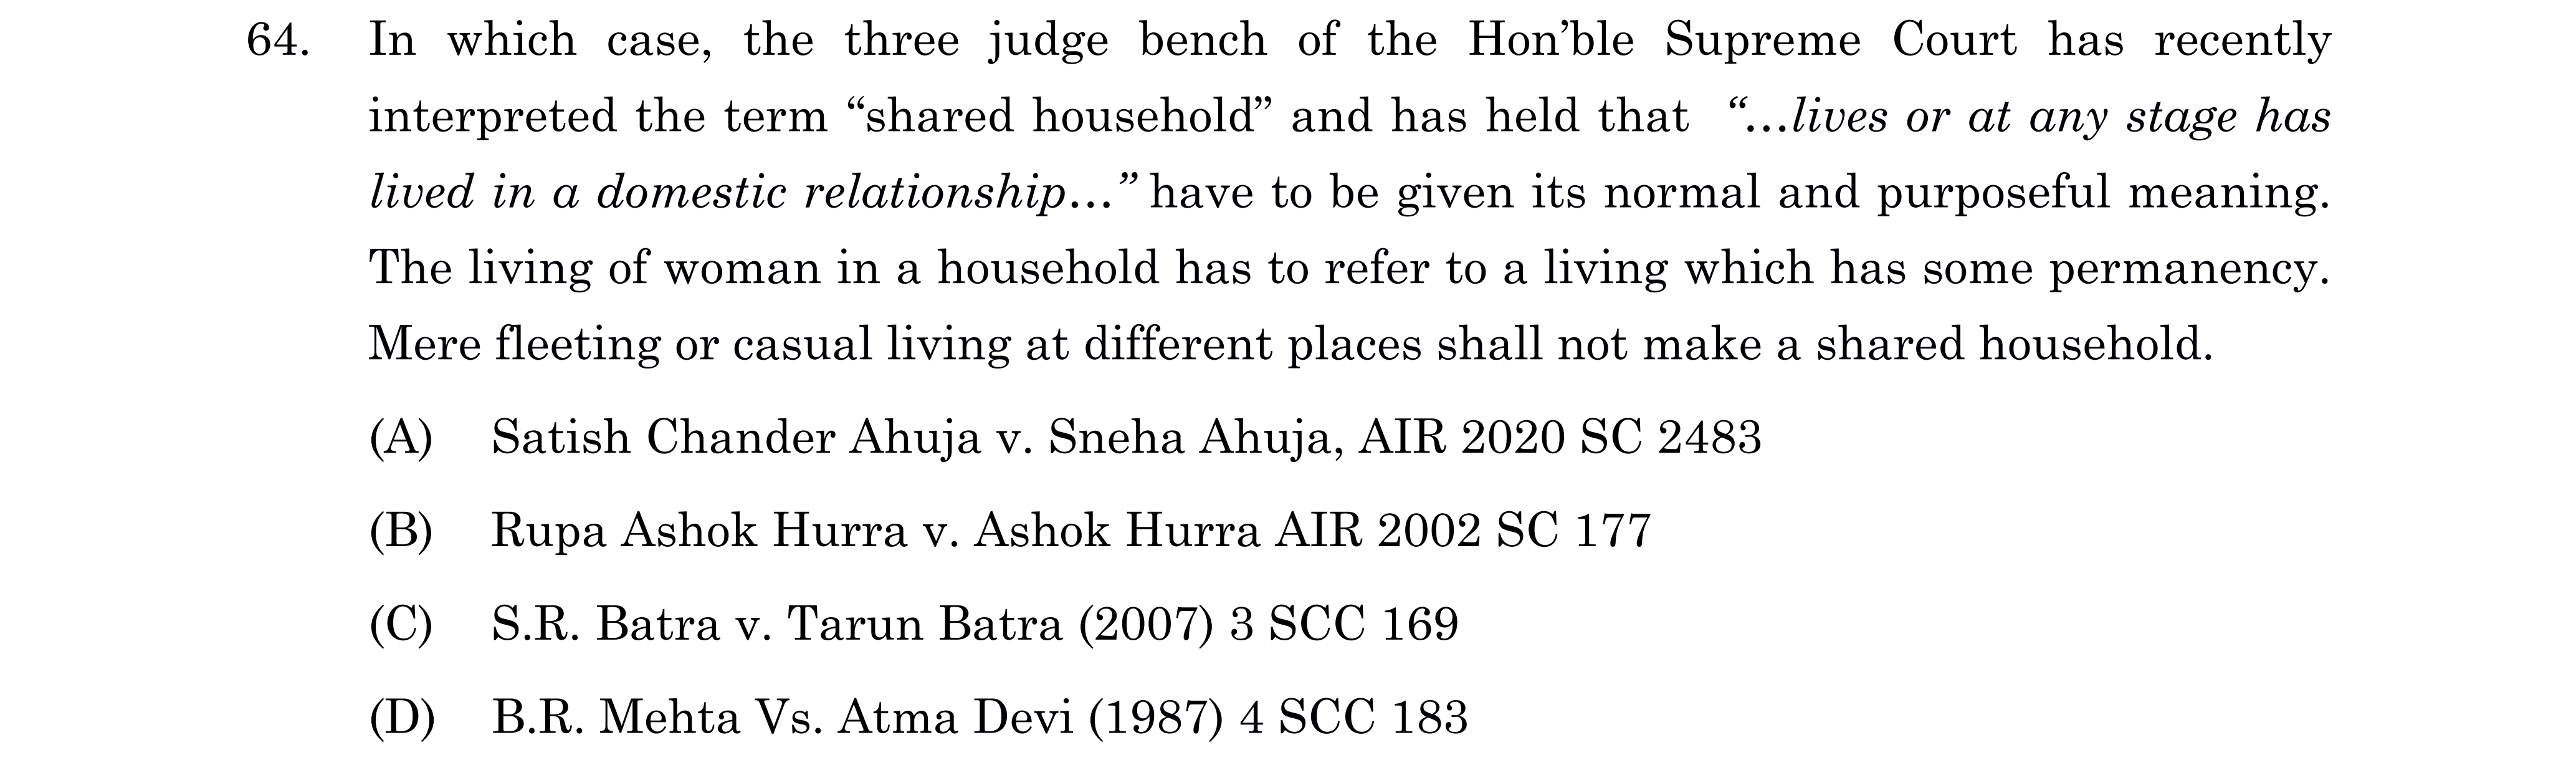 64. In which case, the three judge bench of the Hon’ble Supreme Court has recently
interpreted the term “shared household” and has held that “...lives or at any stage has
lived in a domestic relationship...” have to be given its normal and purposeful meaning.
The living of woman in a household has to refer to a living which has some permanency.
Mere fleeting or casual living at different places shall not make a shared household.
(A) Satish Chander Ahuja v. Sneha Ahuja, AIR 2020 SC 2483
(B) Rupa Ashok Hurra v. Ashok Hurra AIR 2002 SC 177
(C) S.R. Batra v. Tarun Batra (2007) 3 SCC 169
(D) B.R. Mehta Vs. Atma Devi (1987) 4 SCC 183